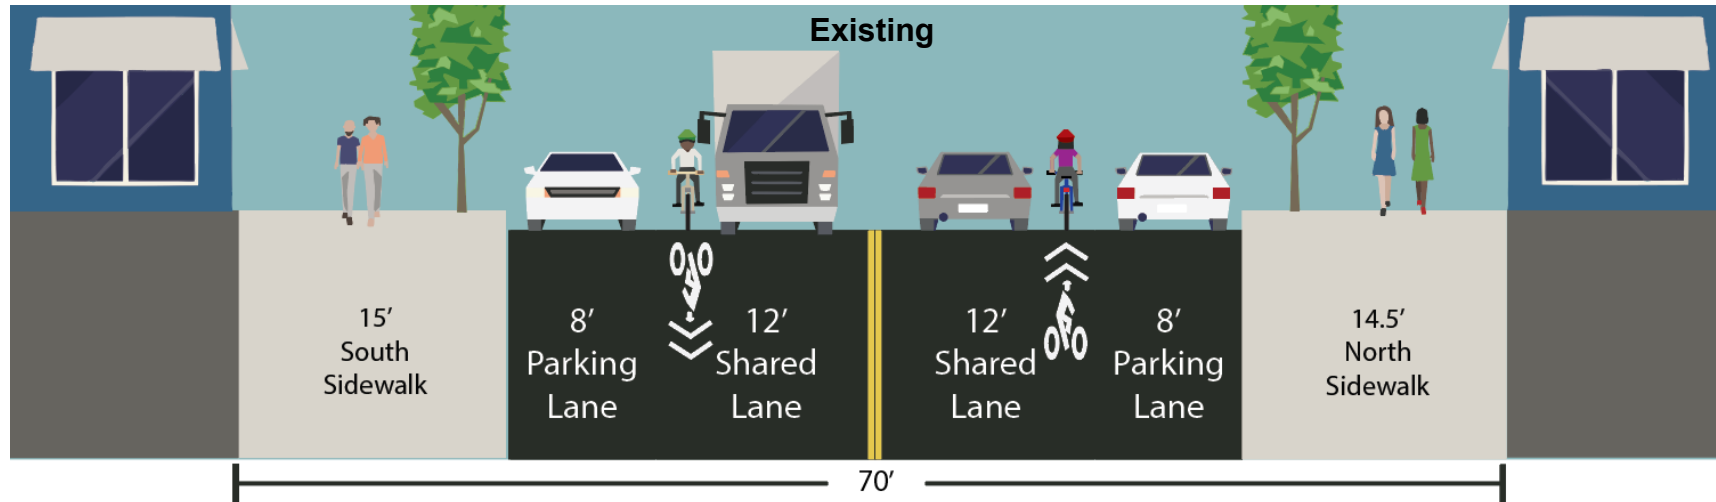 Existing
15’
South
Sidewalk
8’
Parking
Lane
12’
Shared
Lane
12’
Shared
Lane
8’
Parking
Lane
14.5’
North
Sidewalk
70’